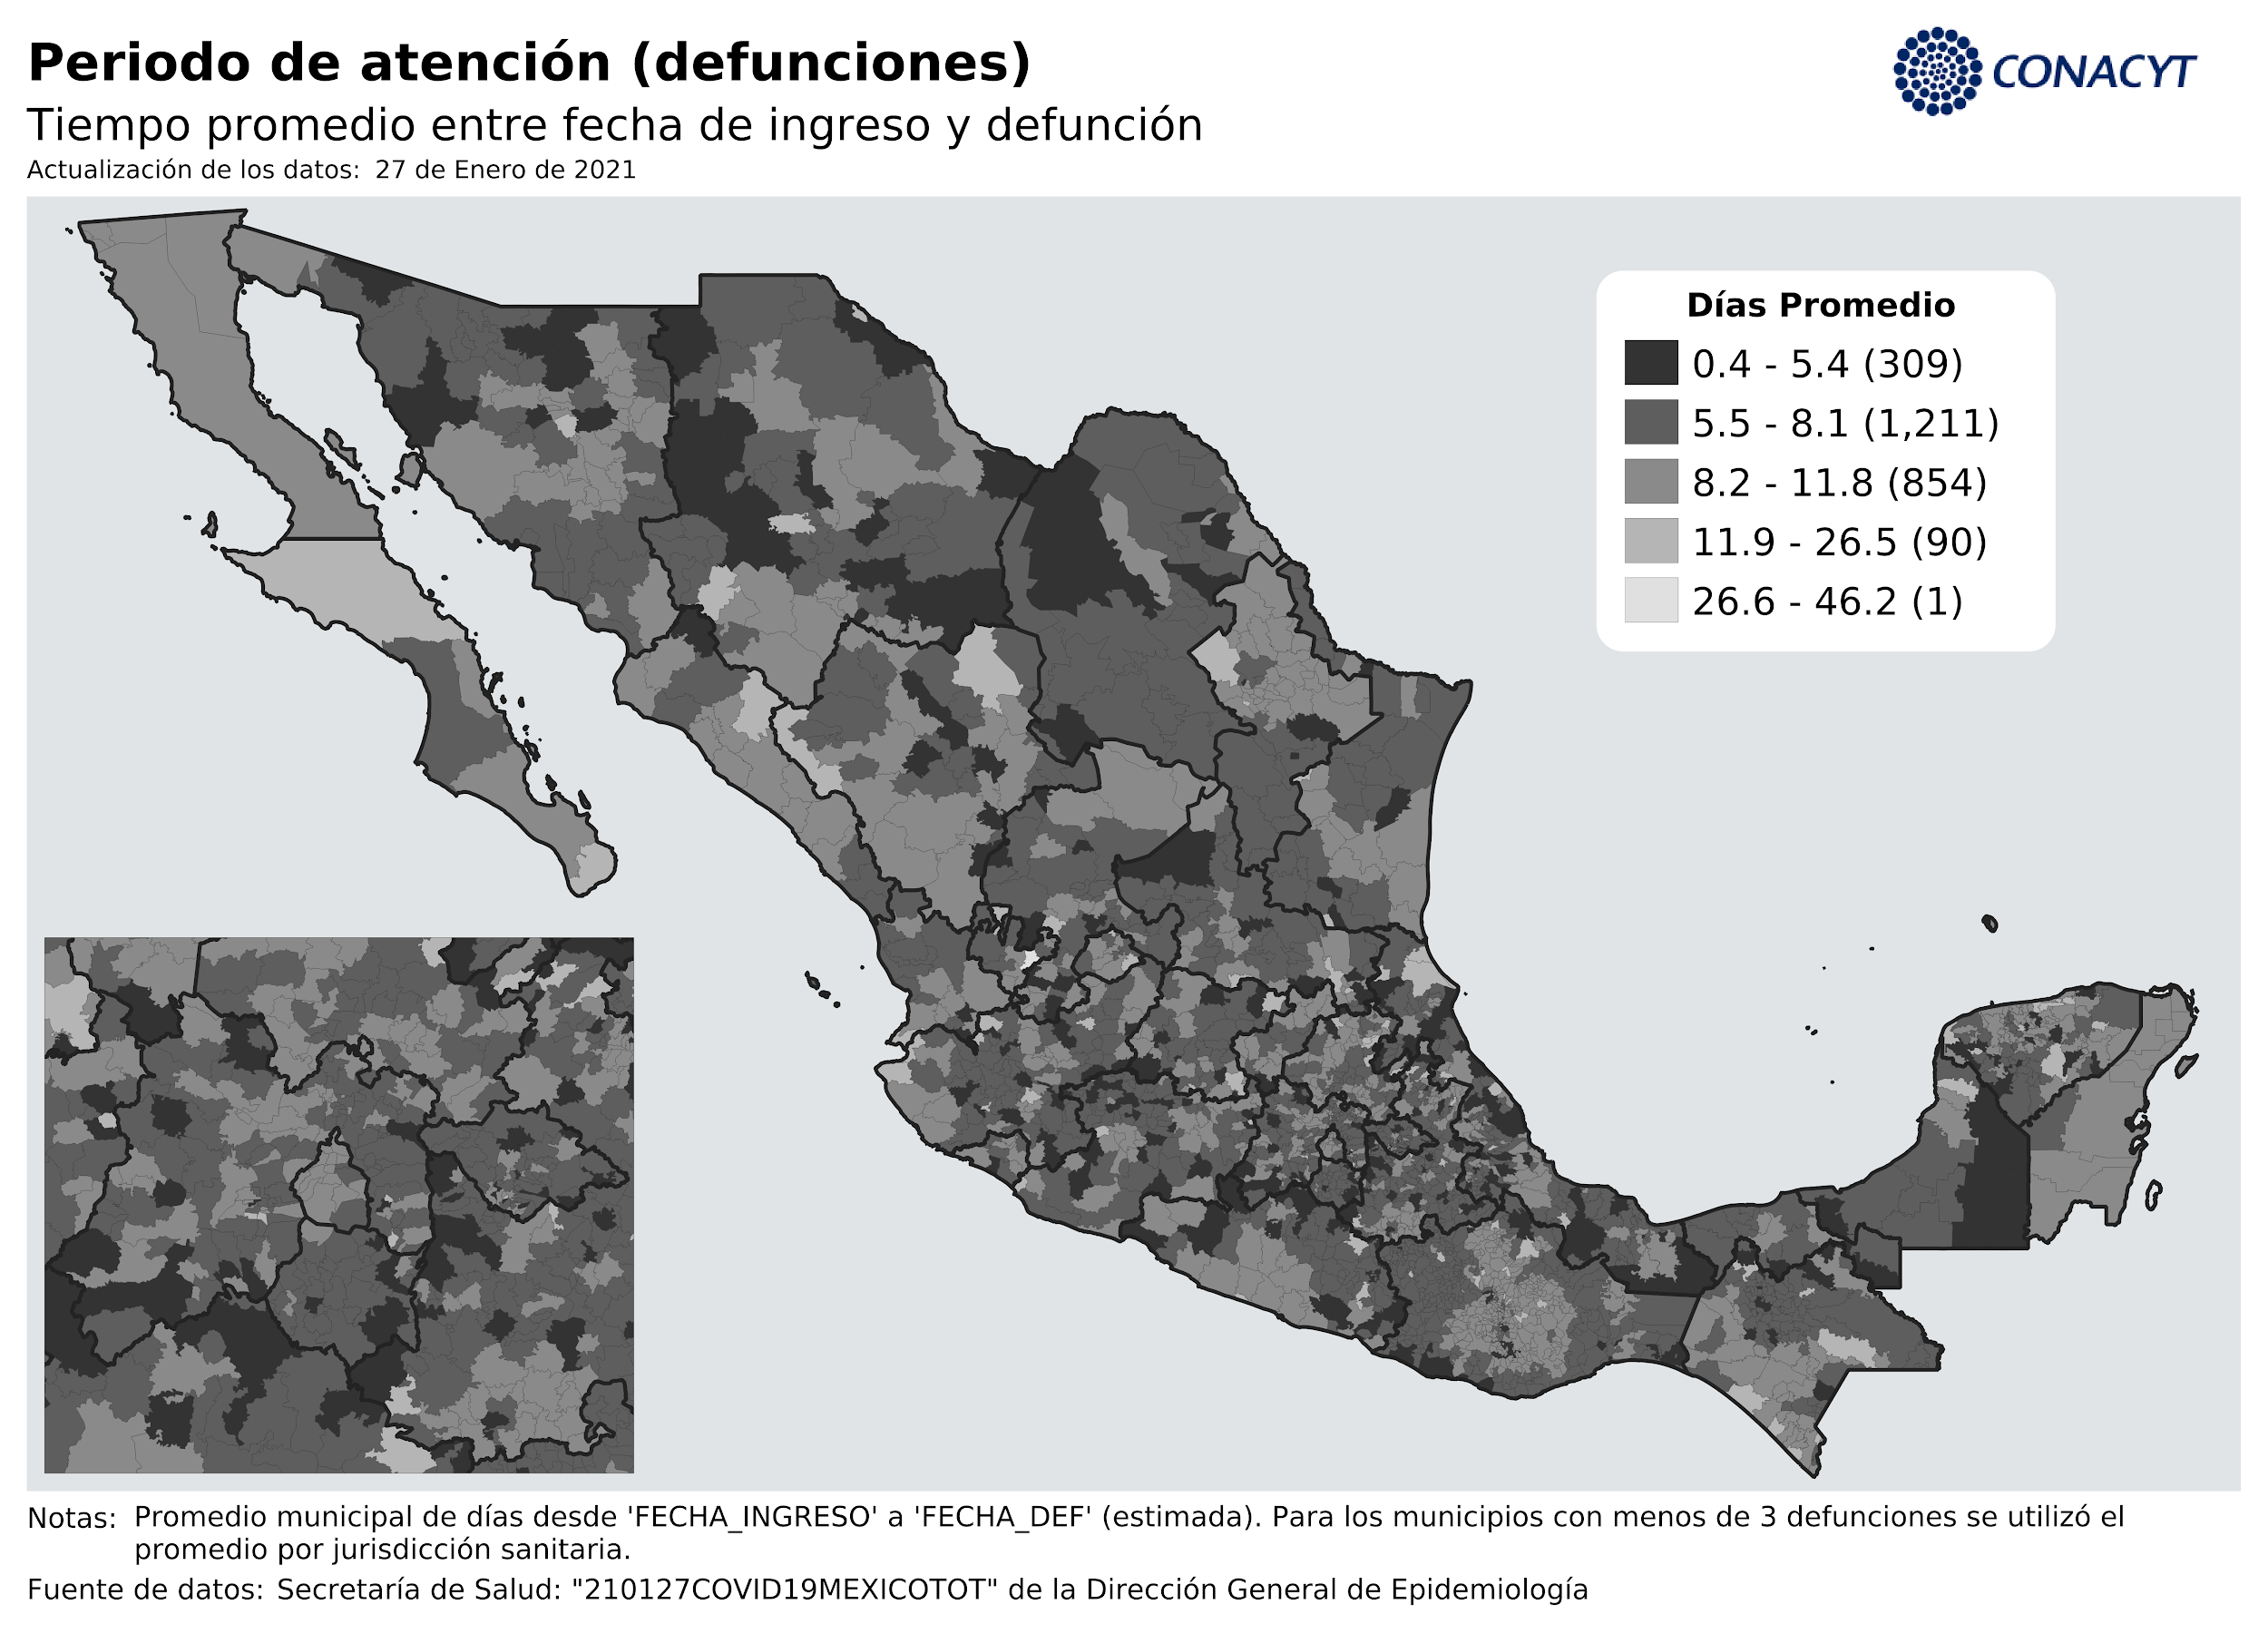 Periodo de atención (defunciones)
CONACYT
Tiempo promedio entre fecha de ingreso y defunción
Actualización de los datos: 27 de Enero de 2021
Días Promedio
0.4 - 5.4 (309)
5.5 - 8.1 (1,211)
8.2 - 11.8 (854)
11.9 - 26.5 (90)
26.6 - 46.2 (1)
Notas: Promedio municipal de días desde 'FECHA_INGRESO' a 'FECHA_DEF' (estimada). Para los municipios con menos de 3 defunciones se utilizó el
promedio por jurisdicción sanitaria.
Fuente de datos: Secretaría de Salud: "210127COVID19MEXICOTOT" de la Dirección General de Epidemiología